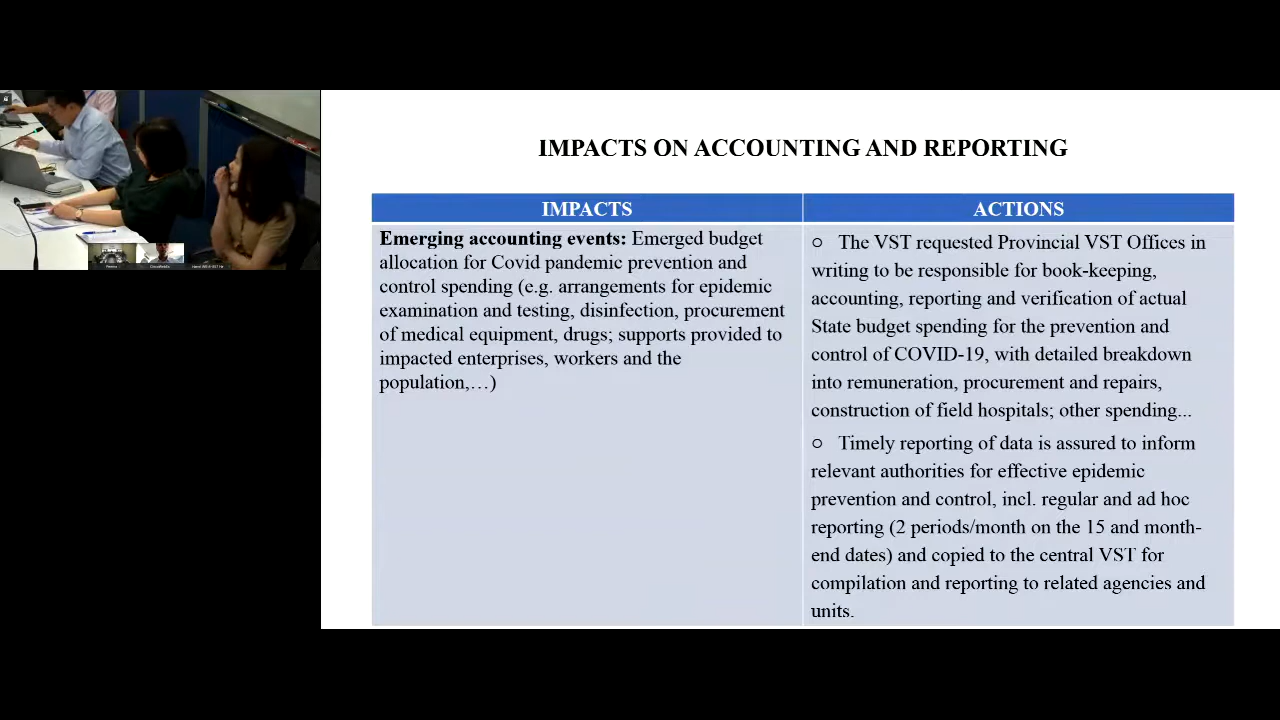 IMPACTS ON ACCOUNTING AND REPORTING
IMPACTS
ACTIONS
Emerging accounting events: Emerged budget
allocation for Covid pandemic prevention and
control spending (e.g. arrangements for epidemic
examination and testing, disinfection, procurement
of medical equipment, drugs; supports provided to
impacted enterprises, workers and the
population,…)
○ The VST requested Provincial VST Offices in
writing to be responsible for book-keeping,
accounting, reporting and verification of actual
State budget spending for the prevention and
control of COVID-19, with detailed breakdown
into remuneration, procurement and repairs,
construction of field hospitals; other spending...
○ Timely reporting of data is assured to inform
relevant authorities for effective epidemic
prevention and control, incl. regular and ad hoc
reporting (2 periods/month on the 15 and month-
end dates) and copied to the central VST for
compilation and reporting to related agencies and
units.